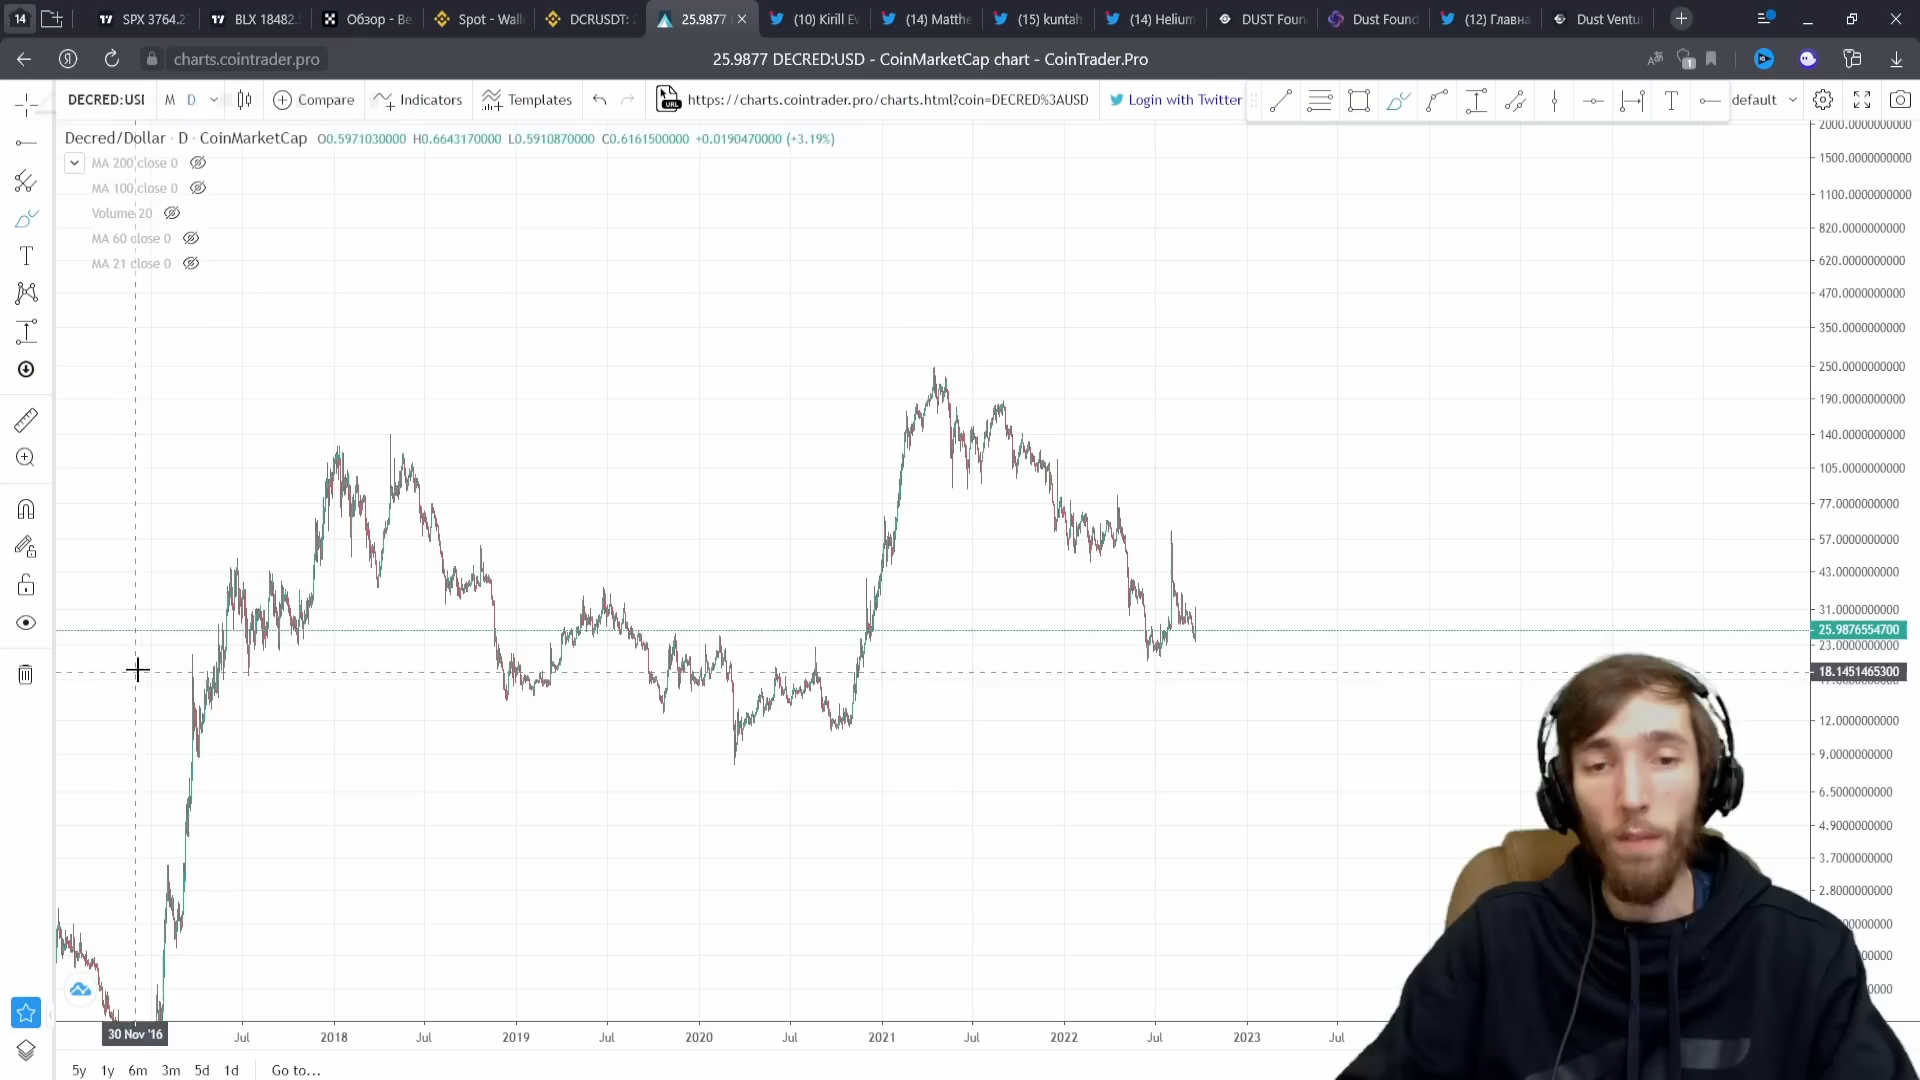 14 SPX 3764.2 BLX 18482. Обзор - Be Spot - Wall DCRUSDT: 25.9877 (10) Kirill Ev (14) Matthe (15) kuntah (14) Helium DUST Foun Dust Found (12) Главна Dust Ventu
charts.cointrader.pro 25.9877 DECRED:USD - CoinMarketCap chart - CoinTrader.Pro
DECRED:USI M D Compare Indicators Templates URL https://charts.cointrader.pro/charts.html?coin=DECRED%3AUSD Login with Twitter default
Decred/Dollar · D · CoinMarketCap O0.5971030000 H0.6643170000 L0.5910870000 C0.6161500000 +0.0190470000 (+3.19%)
MA 200 close 0
MA 100 close 0
Volume 20
MA 60 close 0
MA 21 close 0
2000.0000000000
1500.0000000000
1100.0000000000
820.0000000000
620.0000000000
470.0000000000
350.0000000000
250.0000000000
190.0000000000
140.0000000000
105.0000000000
77.0000000000
57.0000000000
43.0000000000
31.0000000000
25.9876554700
23.0000000000
18.1451465300
12.0000000000
9.0000000000
6.5000000000
4.9000000000
3.7000000000
2.8000000000
30 Nov '16 Jul 2018 Jul 2019 Jul 2020 Jul 2021 Jul 2022 Jul 2023 Jul
5y 1y 6m 3m 5d 1d Go to...